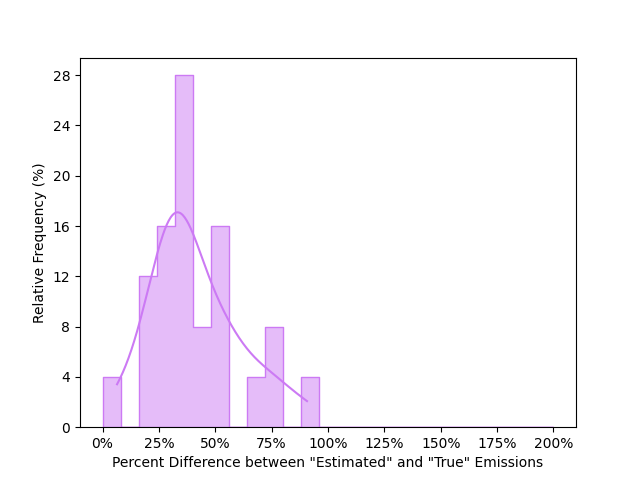 28
24
20
16
12
8
4
0
Relative Frequency (%)
0% 25% 50% 75% 100% 125% 150% 175% 200%
Percent Difference between "Estimated" and "True" Emissions